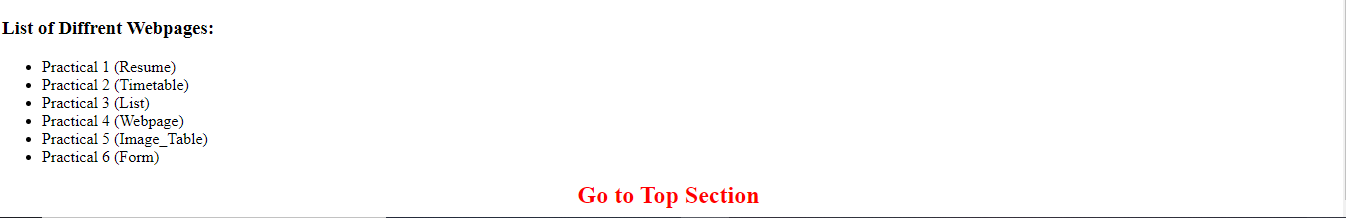 List of Diffrent Webpages:
Practical 1 (Resume)
Practical 2 (Timetable)
Practical 3 (List)
Practical 4 (Webpage)
Practical 5 (Image_Table)
Practical 6 (Form)
Go to Top Section